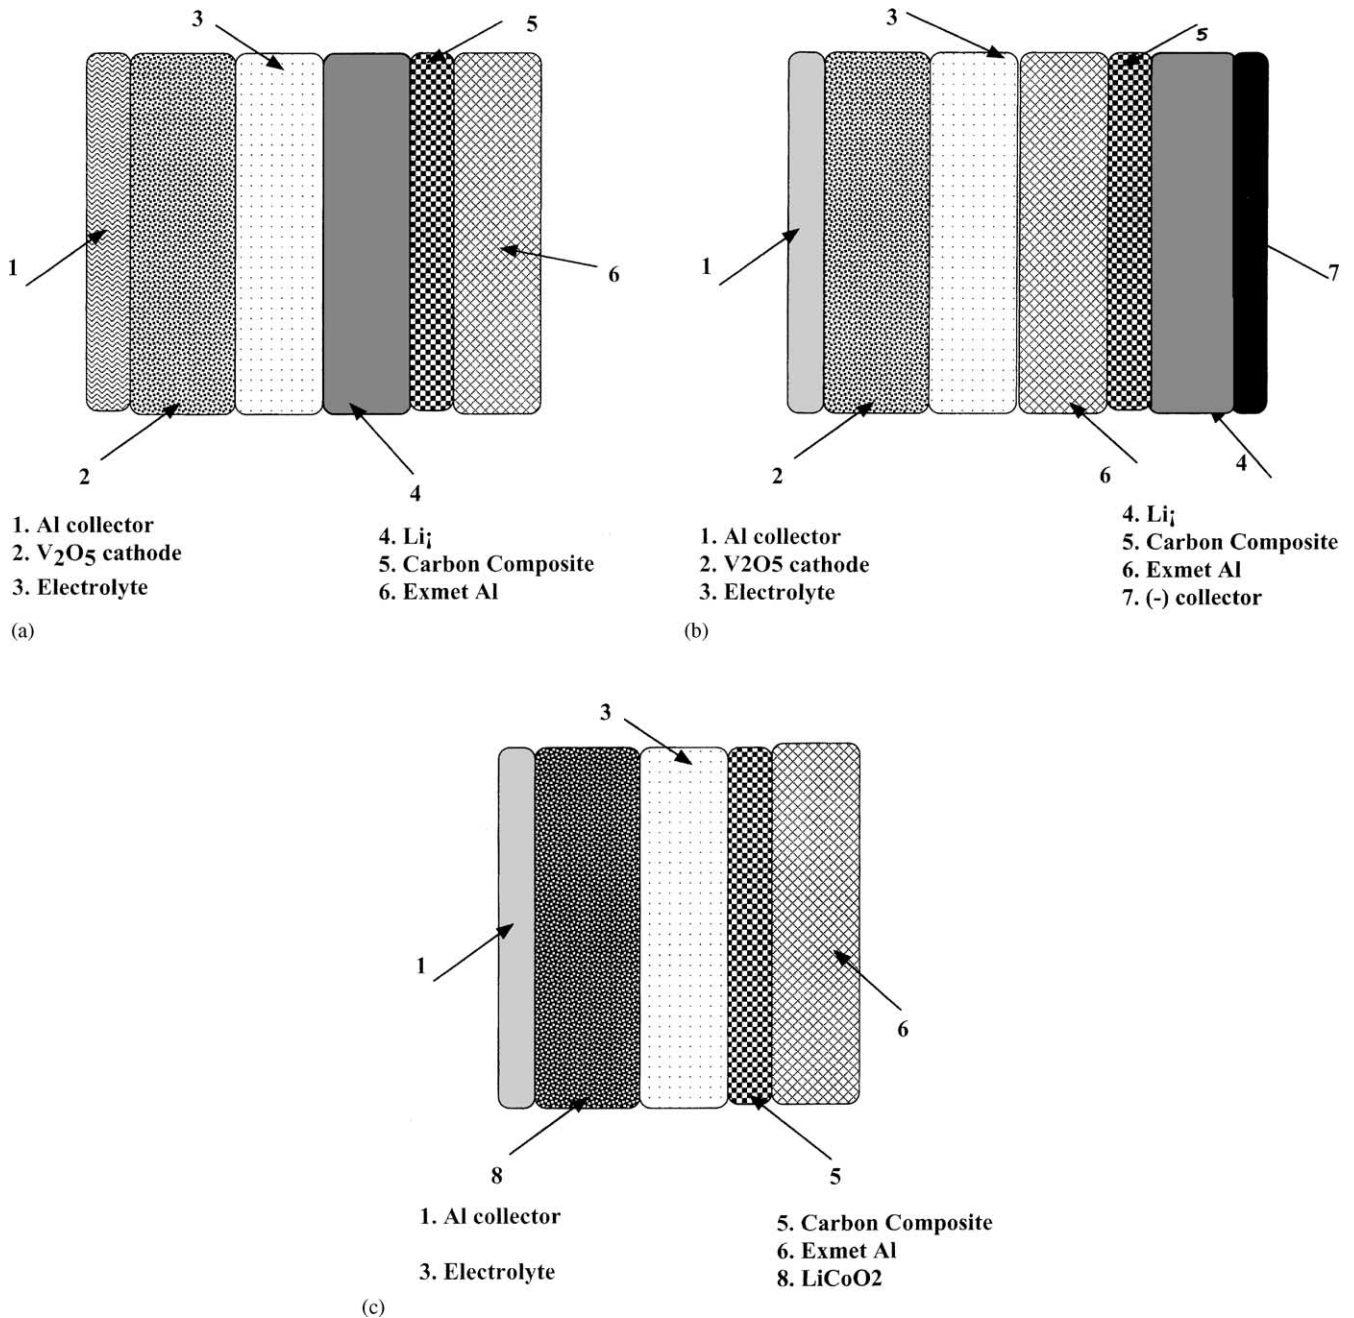 3
5
1
6
2
4
1. Al collector
2. V2O5 cathode
3. Electrolyte
4. Li¡
5. Carbon Composite
6. Exmet Al
(a)
3
5
1
7
2
6
4
1. Al collector
2. V2O5 cathode
3. Electrolyte
4. Li¡
5. Carbon Composite
6. Exmet Al
7. (-) collector
(b)
3
1
6
8
5
1. Al collector
3. Electrolyte
5. Carbon Composite
6. Exmet Al
8. LiCoO2
(c)